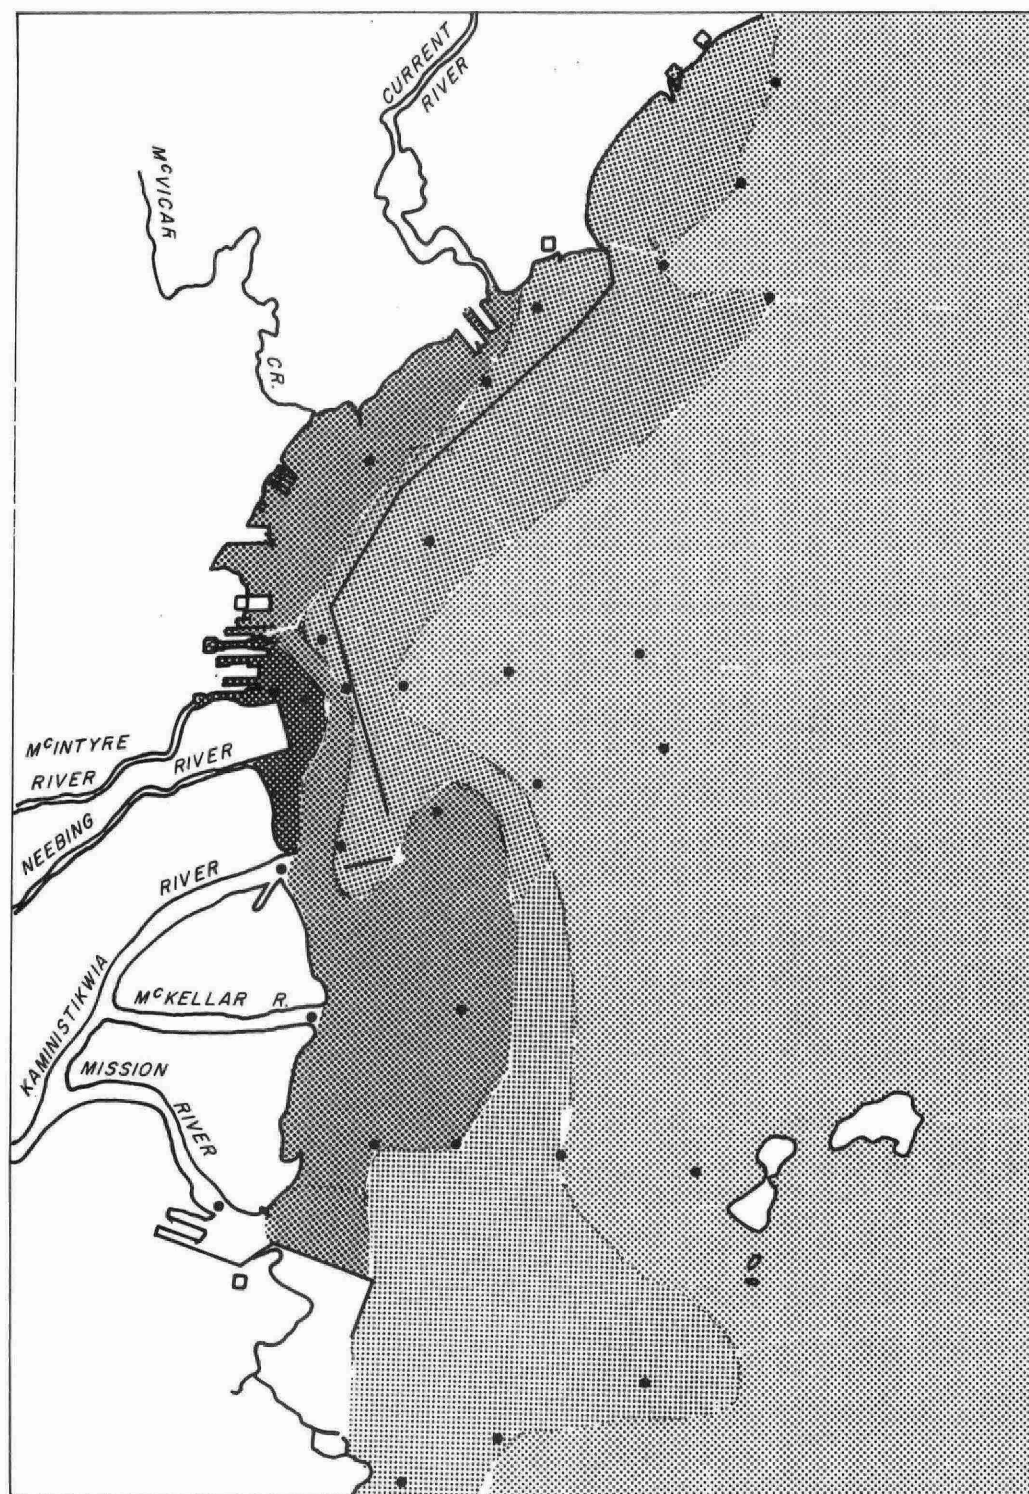 CURRENT
RIVER
McVICAR
CR.
McINTYRE
RIVER
RIVER
NEEBING
RIVER
KAMINISTIKWIA
McKELLAR R.
MISSION
RIVER